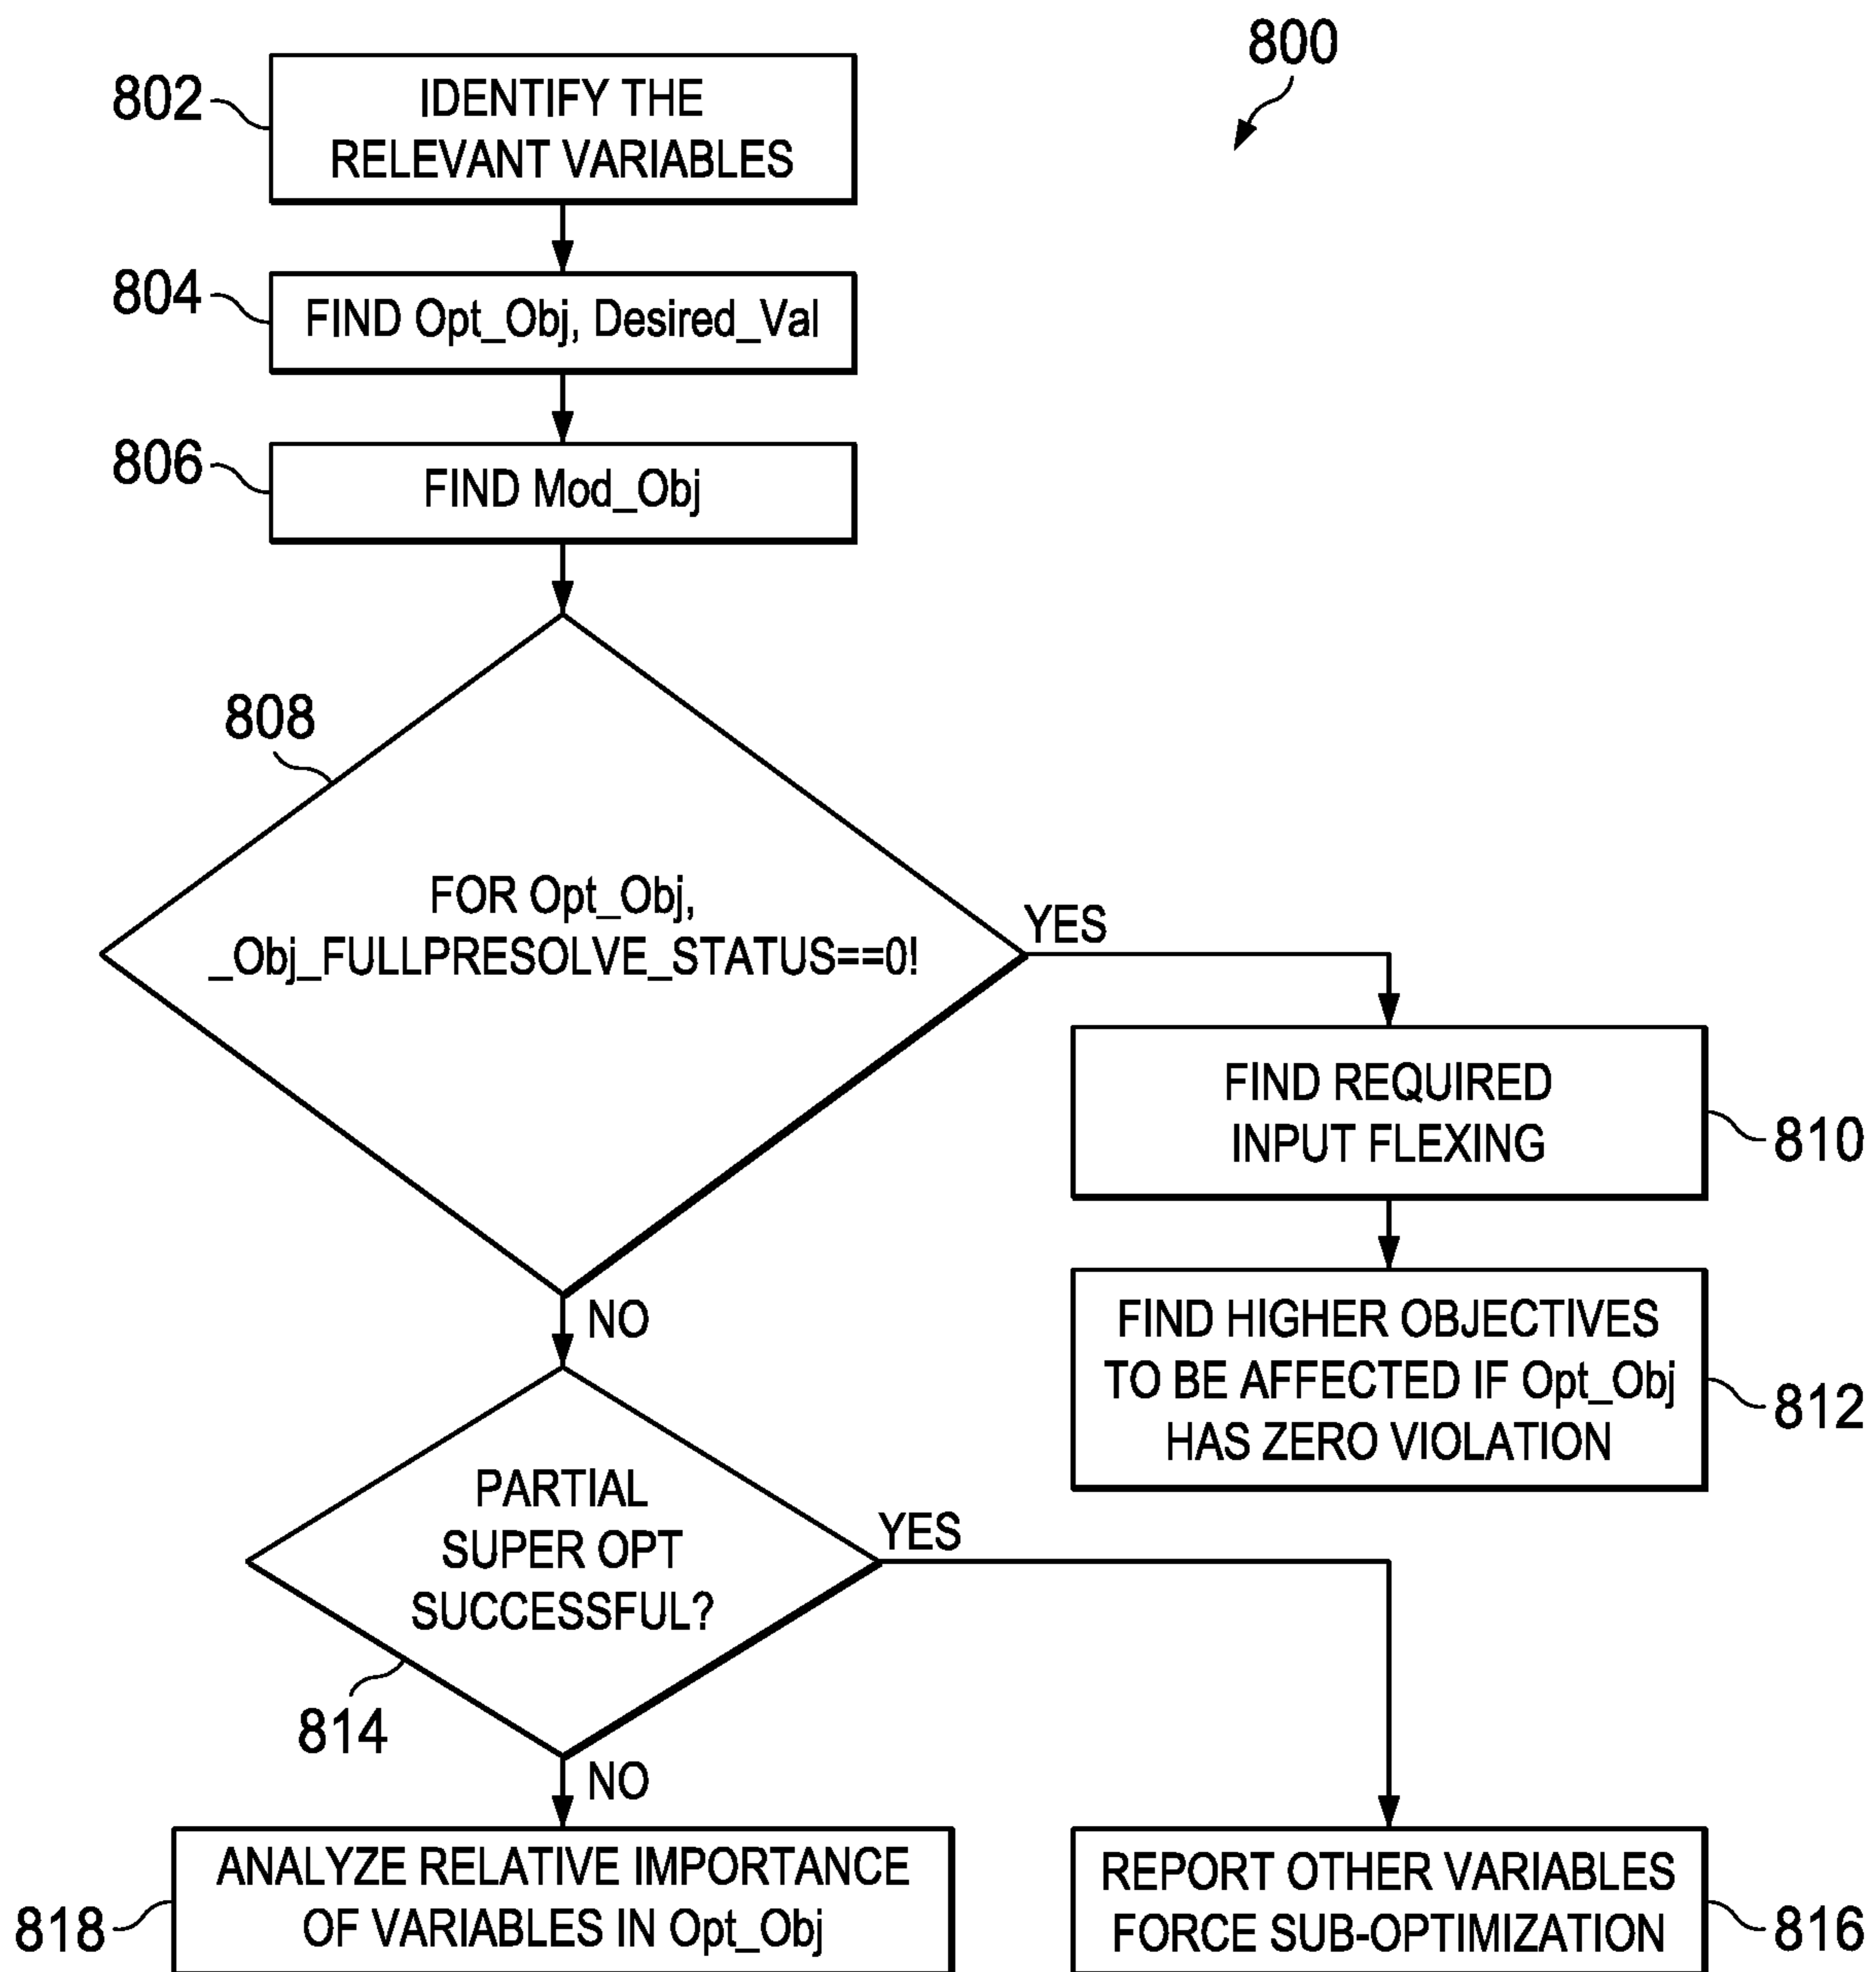 800
802
IDENTIFY THE
RELEVANT VARIABLES
804
FIND Opt_Obj, Desired_Val
806
FIND Mod_Obj
808
FOR Opt_Obj,
_Obj_FULLPRESOLVE_STATUS==0!
YES
FIND REQUIRED
INPUT FLEXING
810
NO
FIND HIGHER OBJECTIVES
TO BE AFFECTED IF Opt_Obj
HAS ZERO VIOLATION
812
PARTIAL
SUPER OPT
SUCCESSFUL?
YES
814
NO
ANALYZE RELATIVE IMPORTANCE
OF VARIABLES IN Opt_Obj
818
REPORT OTHER VARIABLES
FORCE SUB-OPTIMIZATION
816